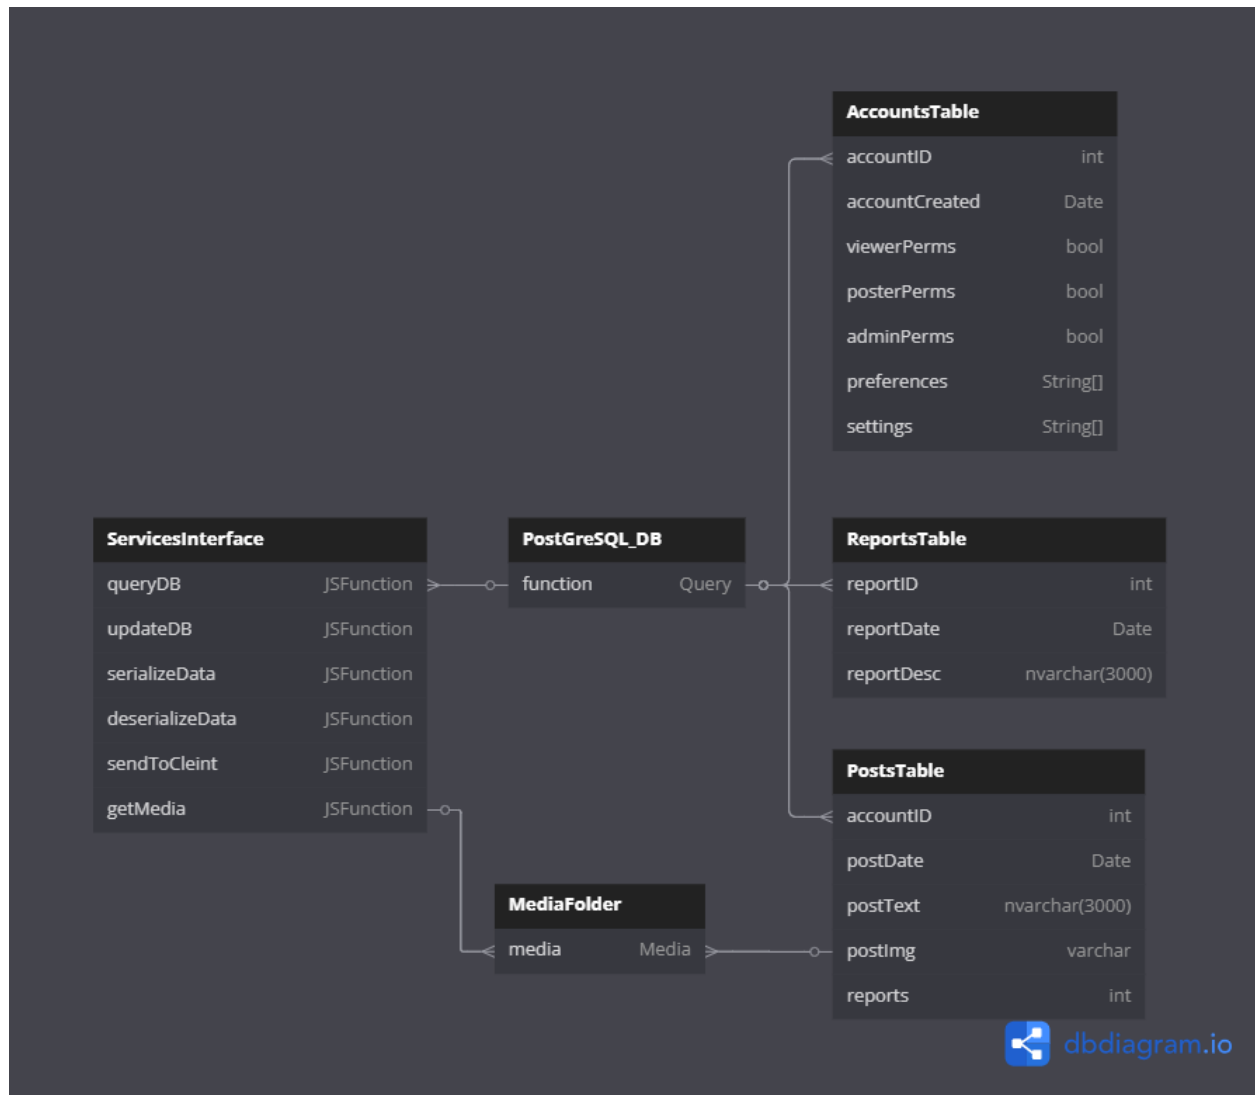 AccountsTable
accountID int
accountCreated Date
viewerPerms bool
posterPerms bool
adminPerms bool
preferences String[]
settings String[]
ServicesInterface
queryDB JSFunction
updateDB JSFunction
serializeData JSFunction
deserializeData JSFunction
sendToCleint JSFunction
getMedia JSFunction
PostGreSQL_DB
function Query
ReportsTable
reportID int
reportDate Date
reportDesc nvarchar(3000)
PostsTable
accountID int
postDate Date
postText nvarchar(3000)
postImg varchar
reports int
MediaFolder
media Media
dbdiagram.io